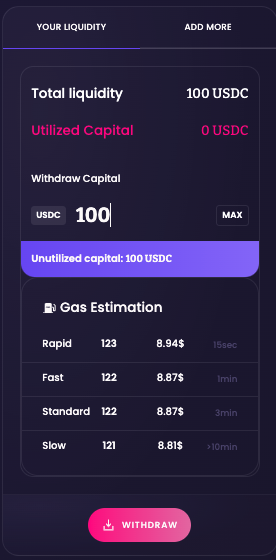 YOUR LIQUIDITY ADD MORE
Total liquidity 100 USDC
Utilized Capital 0 USDC
Withdraw Capital
USDC 100 MAX
Unutilized capital: 100 USDC
Gas Estimation
Rapid 123 8.94$ 15sec
Fast 122 8.87$ 1min
Standard 122 8.87$ 3min
Slow 121 8.81$ >10min
WITHDRAW